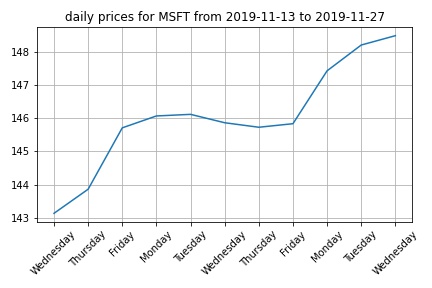 daily prices for MSFT from 2019-11-13 to 2019-11-27
148
147
146
145
144
143
Wednesday
Thursday
Friday
Monday
Tuesday
Wednesday
Thursday
Friday
Monday
Tuesday
Wednesday